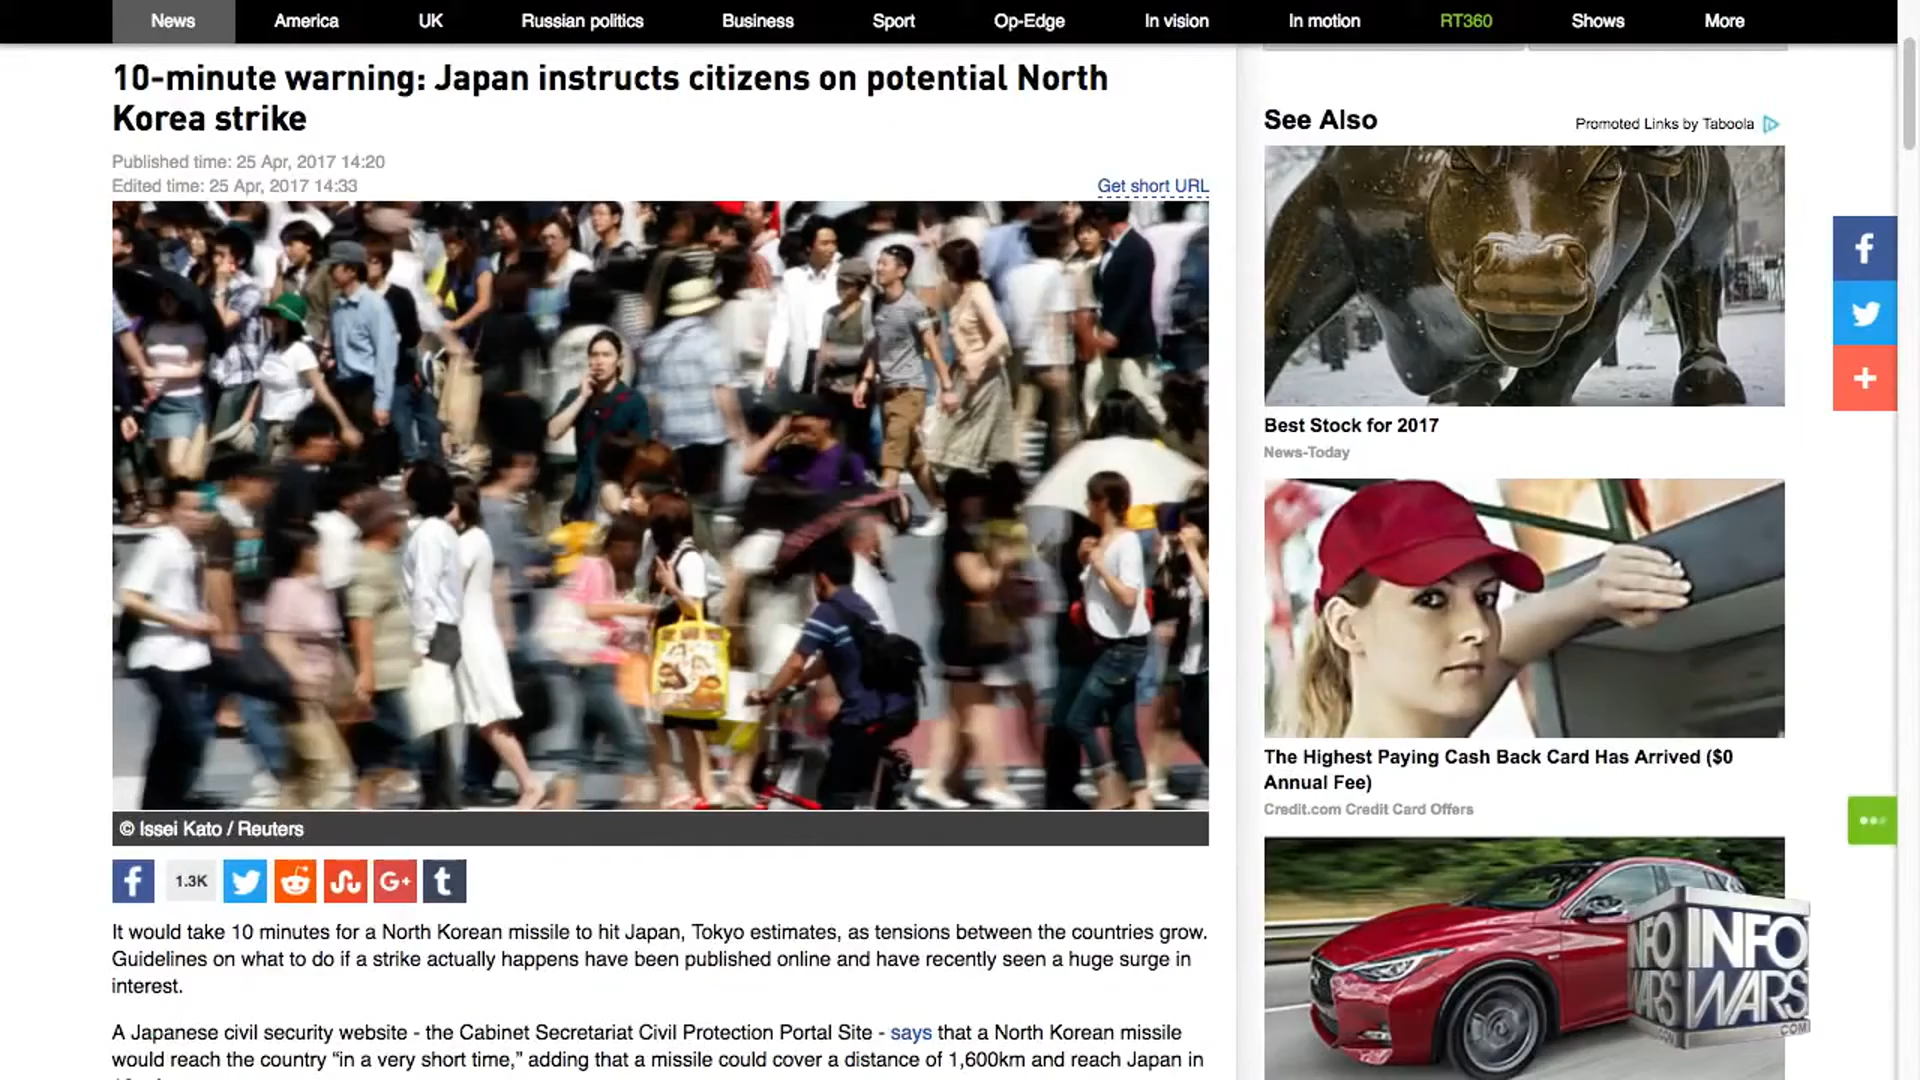 News America UK Russian politics Business Sport Op-Edge In vision In motion RT360 Shows More
10-minute warning: Japan instructs citizens on potential North
Korea strike
Published time: 25 Apr, 2017 14:20
Edited time: 25 Apr, 2017 14:33
Get short URL
© Issei Kato / Reuters
1.3K
It would take 10 minutes for a North Korean missile to hit Japan, Tokyo estimates, as tensions between the countries grow.
Guidelines on what to do if a strike actually happens have been published online and have recently seen a huge surge in
interest.
A Japanese civil security website - the Cabinet Secretariat Civil Protection Portal Site - says that a North Korean missile
would reach the country “in a very short time,” adding that a missile could cover a distance of 1,600km and reach Japan in
See Also
Promoted Links by Taboola
Best Stock for 2017
News-Today
The Highest Paying Cash Back Card Has Arrived ($0
Annual Fee)
Credit.com Credit Card Offers
INFO
WARS
.COM